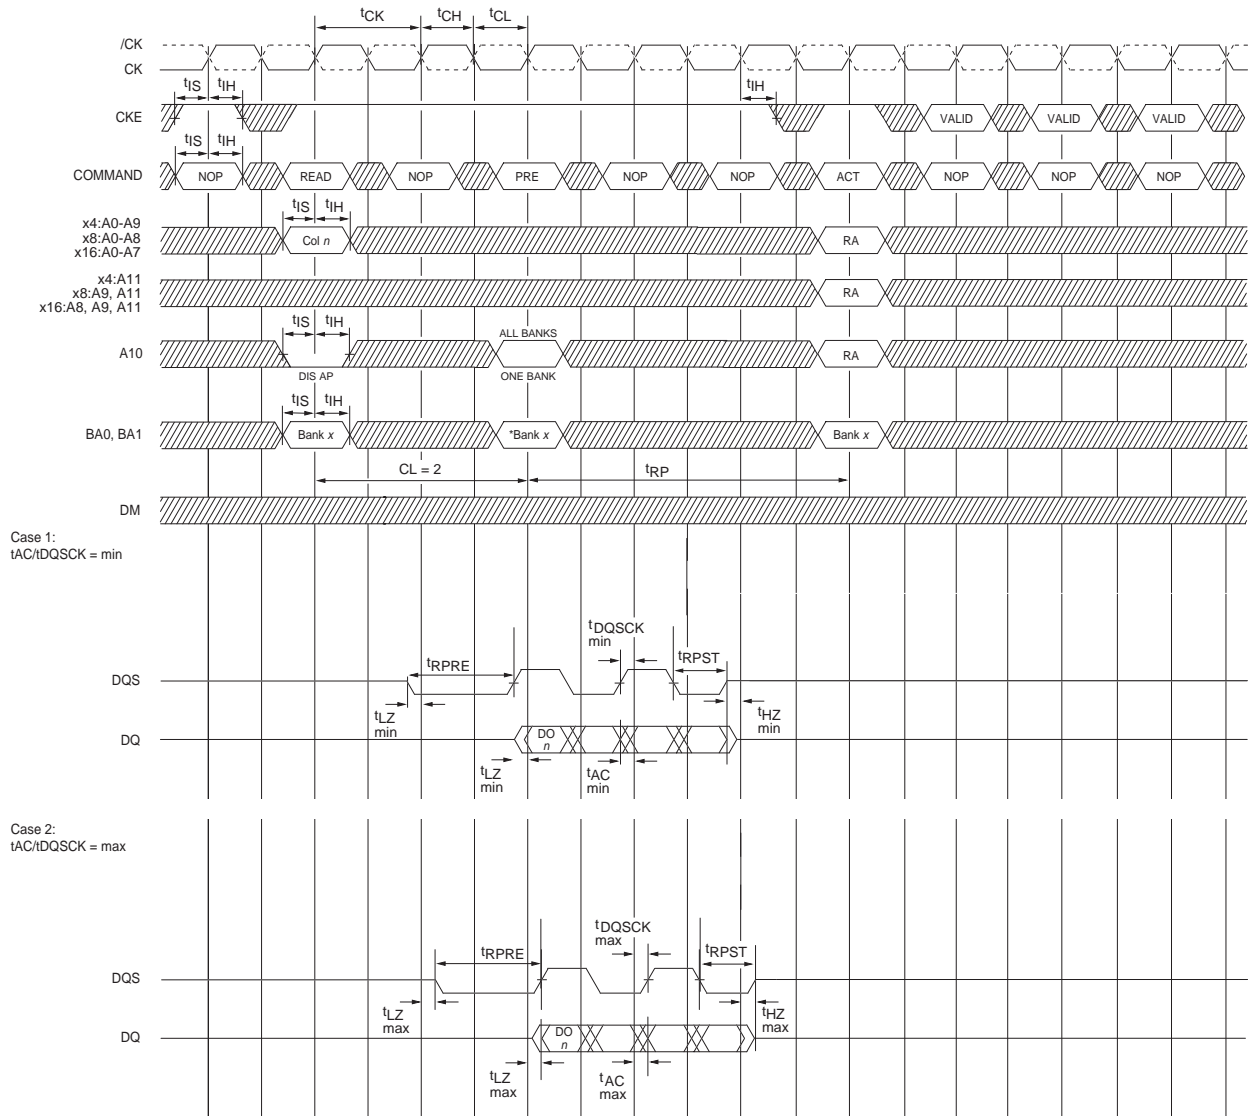 tCK tCH tCL
/CK
CK
tIS tIH tIH
CKE VALID VALID VALID
tIS tIH
COMMAND NOP READ NOP PRE NOP NOP ACT NOP NOP NOP
x4:A0-A9
x8:A0-A8
x16:A0-A7
tIS tIH
Col n RA
x4:A11
x8:A9, A11
x16:A8, A9, A11
RA
tIS tIH ALL BANKS
A10 RA
DIS AP ONE BANK
tIS tIH
BA0, BA1 Bank x *Bank x Bank x
CL = 2 tRP
DM
Case 1:
tAC/tDQSCK = min
tDQSCK
min
tRPRE tRPST
DQS
tLZ
min
tHZ
min
DQ DO
n
tLZ
min
tAC
min
Case 2:
tAC/tDQSCK = max
tDQSCK
max
tRPRE tRPST
DQS
tLZ
max
tHZ
max
DQ DO
n
tLZ
max
tAC
max